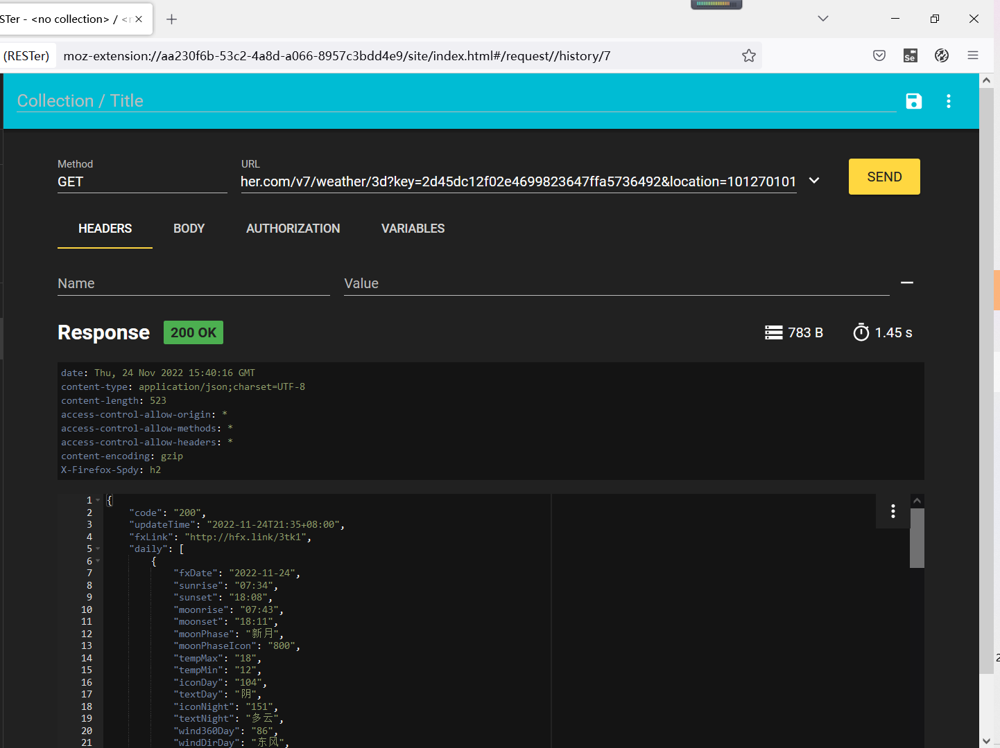 STer - <no collection> / <n
(RESTer)
moz-extension://aa230f6b-53c2-4a8d-a066-8957c3bdd4e9/site/index.html#/request//history/7
Se
Collection / Title
Method
URL
GET
her.com/v7/weather/3d?key=2d45dc12f02e4699823647ffa5736492&location=101270101
SEND
HEADERS BODY AUTHORIZATION VARIABLES
Name
Value
Response 200 OK
783 B
1.45 s
date: Thu, 24 Nov 2022 15:40:16 GMT
content-type: application/json;charset=UTF-8
content-length: 523
access-control-allow-origin: *
access-control-allow-methods: *
access-control-allow-headers: *
content-encoding: gzip
X-Firefox-Spdy: h2
1 {
2 "code": "200",
3 "updateTime": "2022-11-24T21:35+08:00",
4 "fxLink": "http://hfx.link/3tk1",
5 "daily": [
6 {
7 "fxDate": "2022-11-24",
8 "sunrise": "07:34",
9 "sunset": "18:08",
10 "moonrise": "07:43",
11 "moonset": "18:11",
12 "moonPhase": "新月",
13 "moonPhaseIcon": "800",
14 "tempMax": "18",
15 "tempMin": "12",
16 "iconDay": "104",
17 "textDay": "阴",
18 "iconNight": "151",
19 "textNight": "多云",
20 "wind360Day": "86",
21 "windDirDay": "东风",
2